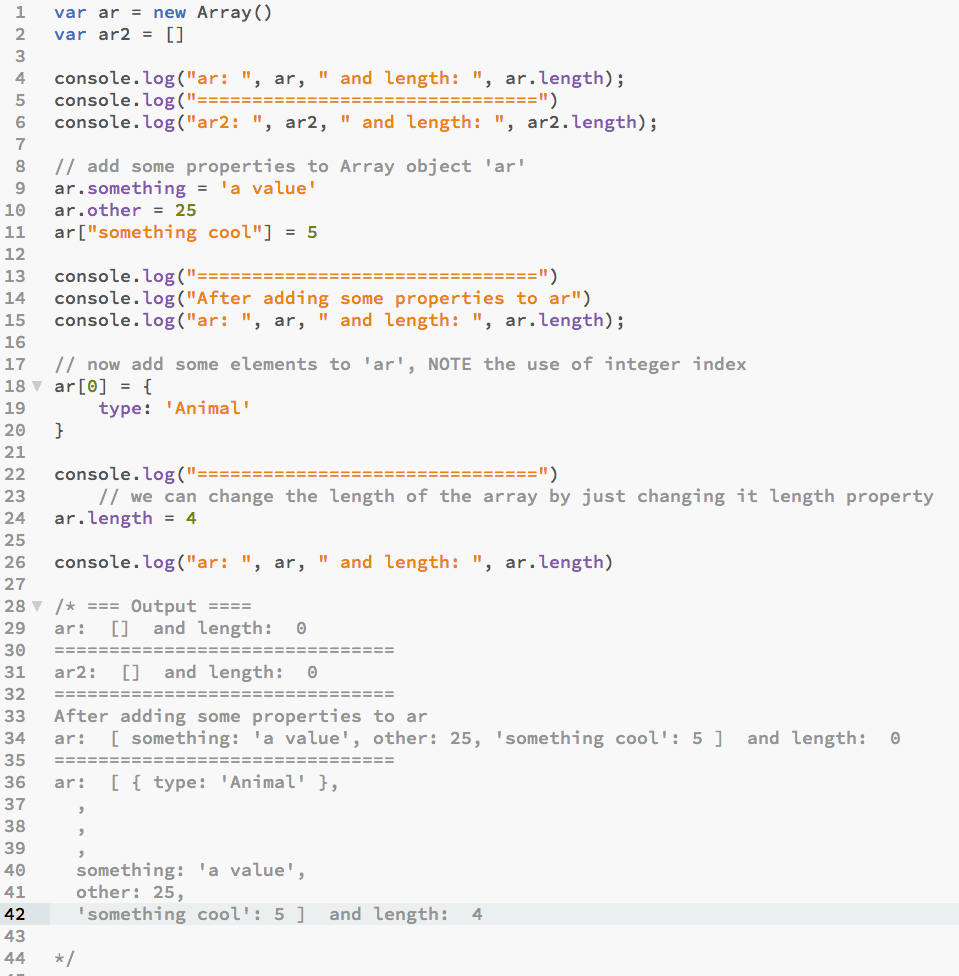 1 var ar = new Array()
2 var ar2 = []
3
4 console.log("ar: ", ar, " and length: ", ar.length);
5 console.log("===============================")
6 console.log("ar2: ", ar2, " and length: ", ar2.length);
7
8 // add some properties to Array object 'ar'
9 ar.something = 'a value'
10 ar.other = 25
11 ar["something cool"] = 5
12
13 console.log("===============================")
14 console.log("After adding some properties to ar")
15 console.log("ar: ", ar, " and length: ", ar.length);
16
17 // now add some elements to 'ar', NOTE the use of integer index
18 ar[0] = {
19     type: 'Animal'
20 }
21
22 console.log("===============================")
23     // we can change the length of the array by just changing it length property
24 ar.length = 4
25
26 console.log("ar: ", ar, " and length: ", ar.length)
27
28 /* === Output ====
29 ar:  []  and length:  0
30 ===============================
31 ar2:  []  and length:  0
32 ===============================
33 After adding some properties to ar
34 ar:  [ something: 'a value', other: 25, 'something cool': 5 ]  and length:  0
35 ===============================
36 ar:  [ { type: 'Animal' },
37   ,
38   ,
39   ,
40   something: 'a value',
41   other: 25,
42   'something cool': 5 ]  and length:  4
43
44 */